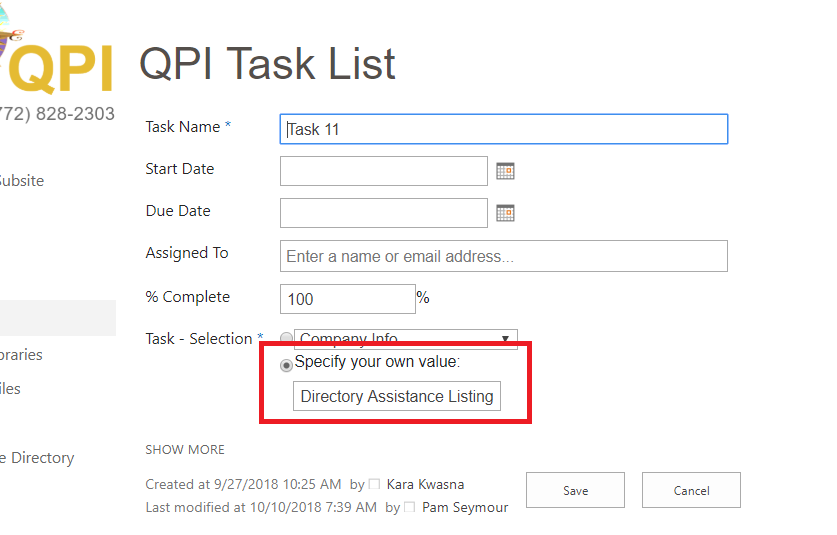 QPI
QPI Task List
772) 828-2303
Task Name *
Task 11
Subsite
Start Date
Due Date
Assigned To
Enter a name or email address...
% Complete
100
%
Task - Selection *
Company Info
braries
Specify your own value:
iles
Directory Assistance Listing
SHOW MORE
e Directory
Created at 9/27/2018 10:25 AM by Kara Kwasna
Save
Cancel
Last modified at 10/10/2018 7:39 AM by Pam Seymour